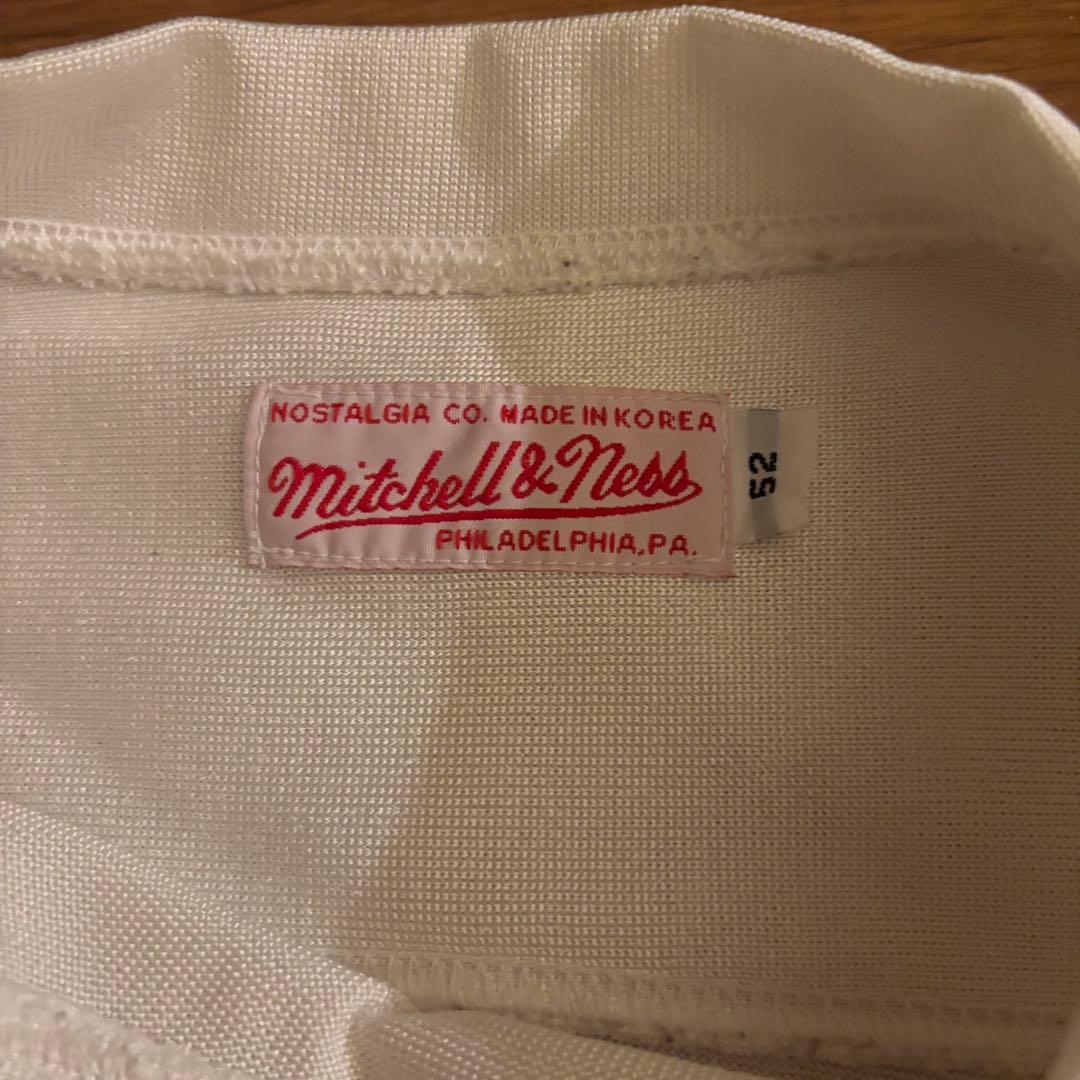 NOSTALGIA CO. MADE IN KOREA
Mitchell & Ness
PHILADELPHIA, PA.
52